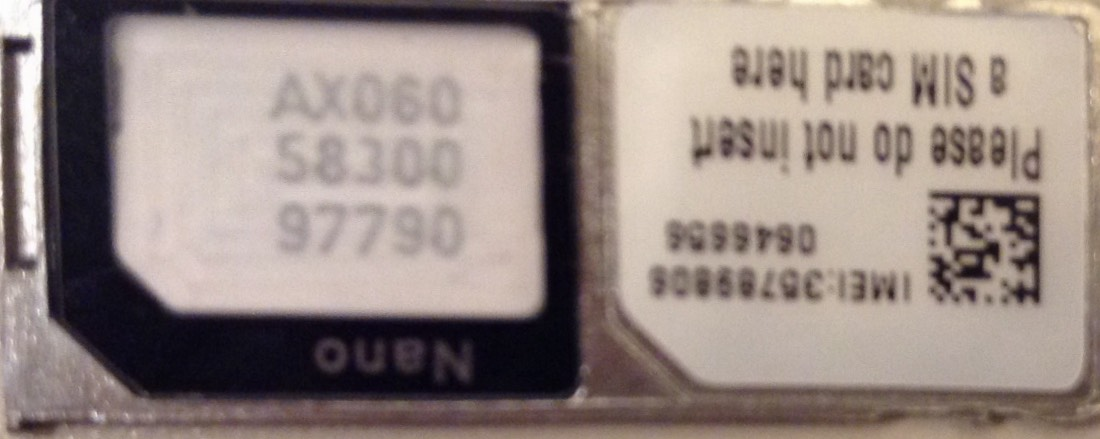 AX060
58300
97790
Nano
IMEI:35789806
0646656
Please do not insert
a SIM card here